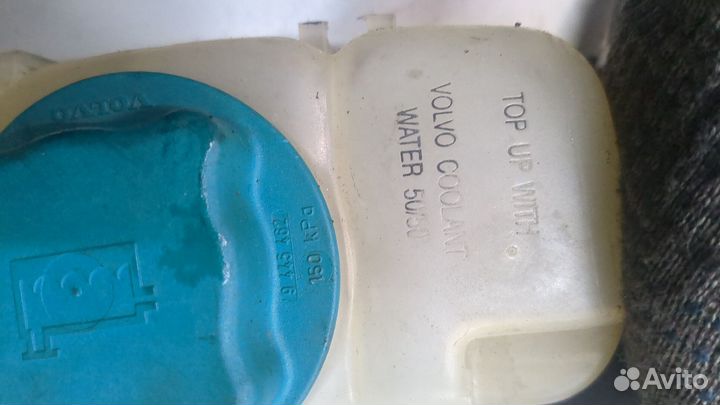 TOP UP WITH
VOLVO COOLANT
WATER 50/50
VOLVO
150 kPa
Avito